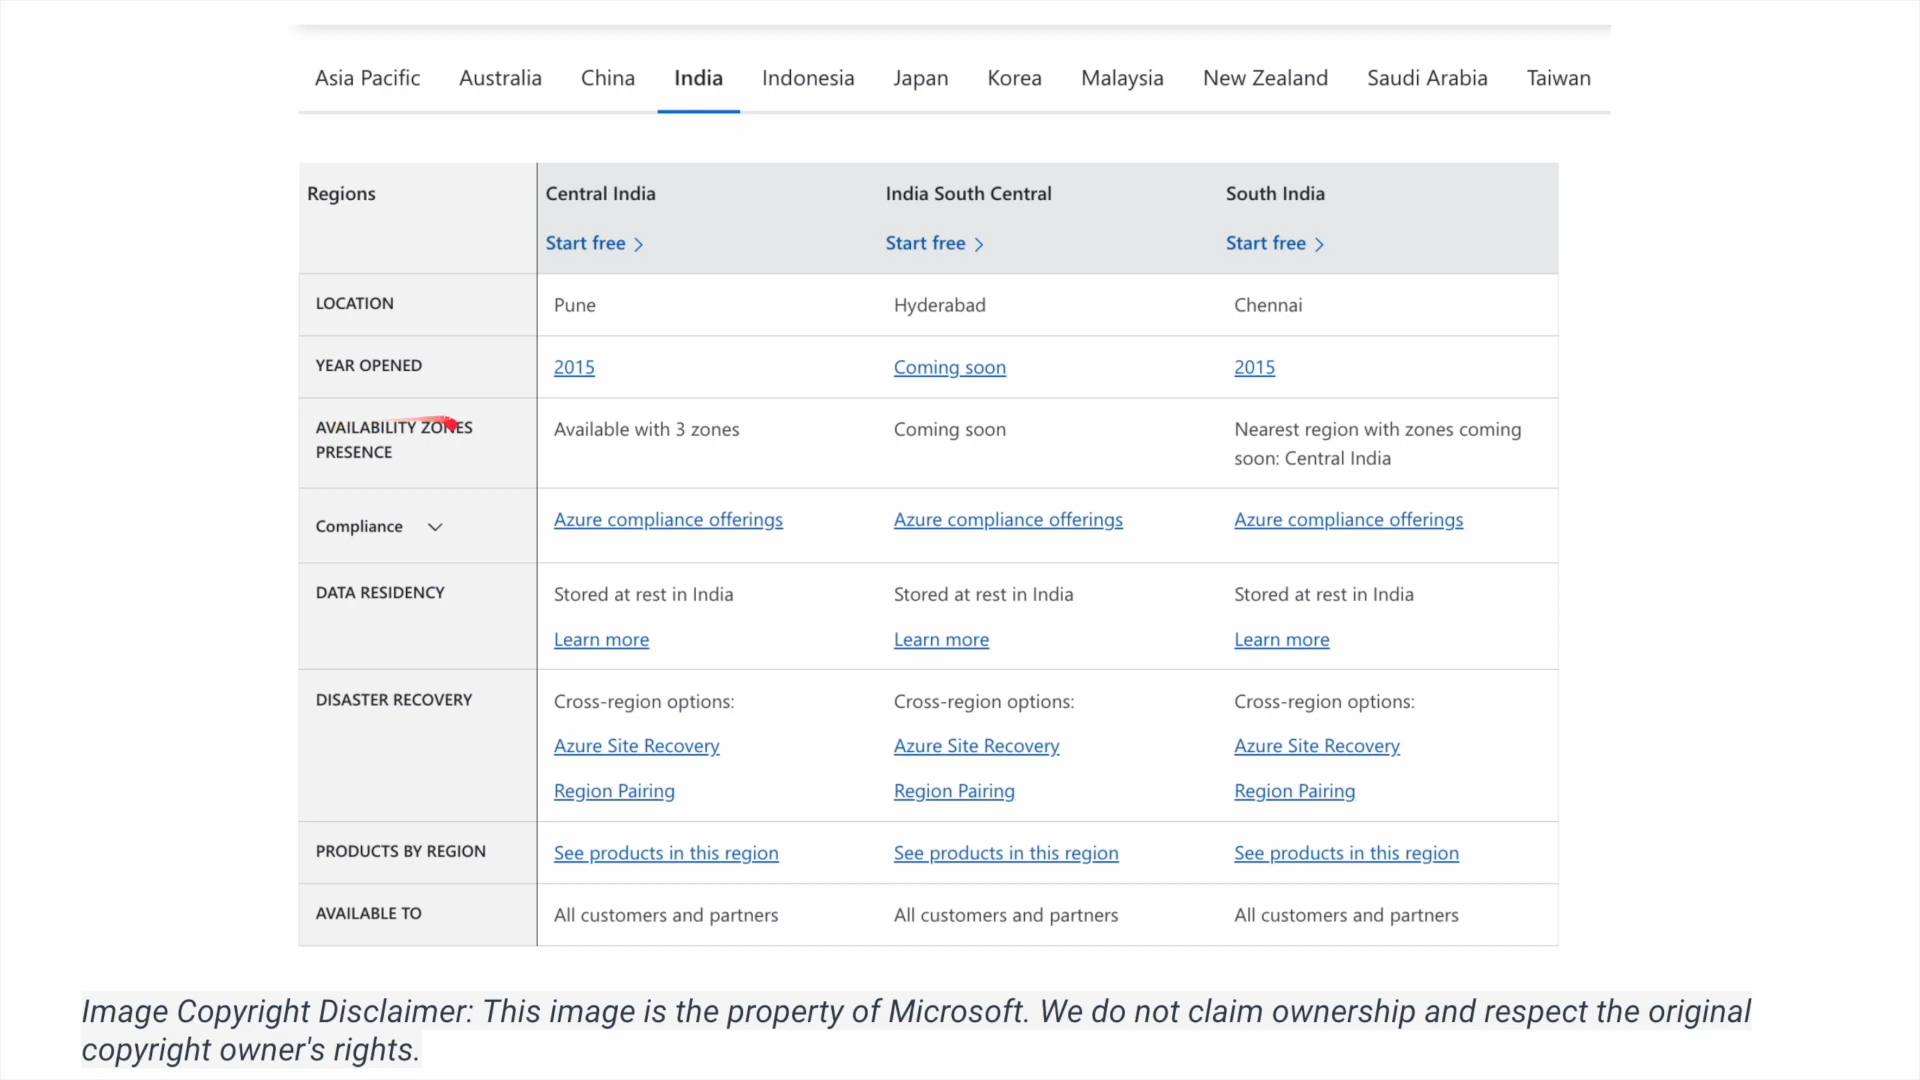 Asia Pacific Australia China India Indonesia Japan Korea Malaysia New Zealand Saudi Arabia Taiwan
Regions Central India India South Central South India
Start free Start free Start free
LOCATION Pune Hyderabad Chennai
YEAR OPENED 2015 Coming soon 2015
AVAILABILITY ZONES Available with 3 zones Coming soon Nearest region with zones coming
PRESENCE soon: Central India
Compliance Azure compliance offerings Azure compliance offerings Azure compliance offerings
DATA RESIDENCY Stored at rest in India Stored at rest in India Stored at rest in India
Learn more Learn more Learn more
DISASTER RECOVERY Cross-region options: Cross-region options: Cross-region options:
Azure Site Recovery Azure Site Recovery Azure Site Recovery
Region Pairing Region Pairing Region Pairing
PRODUCTS BY REGION See products in this region See products in this region See products in this region
AVAILABLE TO All customers and partners All customers and partners All customers and partners
Image Copyright Disclaimer: This image is the property of Microsoft. We do not claim ownership and respect the original
copyright owner's rights.